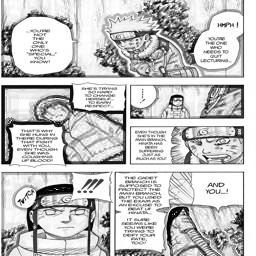 HMPH!
YOU'RE
THE ONE
WHO NEEDS
TO QUIT
LECTURING...
...YOU'RE
NOT
THE
ONLY ONE
WHO'S
"SPECIAL,"
YOU
KNOW!
EVEN THOUGH
SHE'S IN THE
MAIN BRANCH,
HINATA
HAS BEEN
SUFFERING
JUST AS
MUCH AS
YOU!
SHE'S TRYING
SO HARD
TO CHANGE
HERSELF...
TO EARN
RESPECT...
THAT'S WHY
SHE HUNG IN
THERE DURING
THAT FIGHT
WITH YOU,
EVEN THOUGH
SHE WAS
COUGHING
UP BLOOD!
AND
YOU...!
THE CADET
BRANCH IS
SUPPOSED TO
PROTECT THE
MAIN BRANCH,
BUT YOU USED
THE EXAM
AS AN
EXCUSE TO
BEAT UP
HINATA...
IT SURE
SEEMS LIKE
YOU WERE
TRYING TO
DEFY YOUR
FATE,
TOO!
!!!
TWITCH